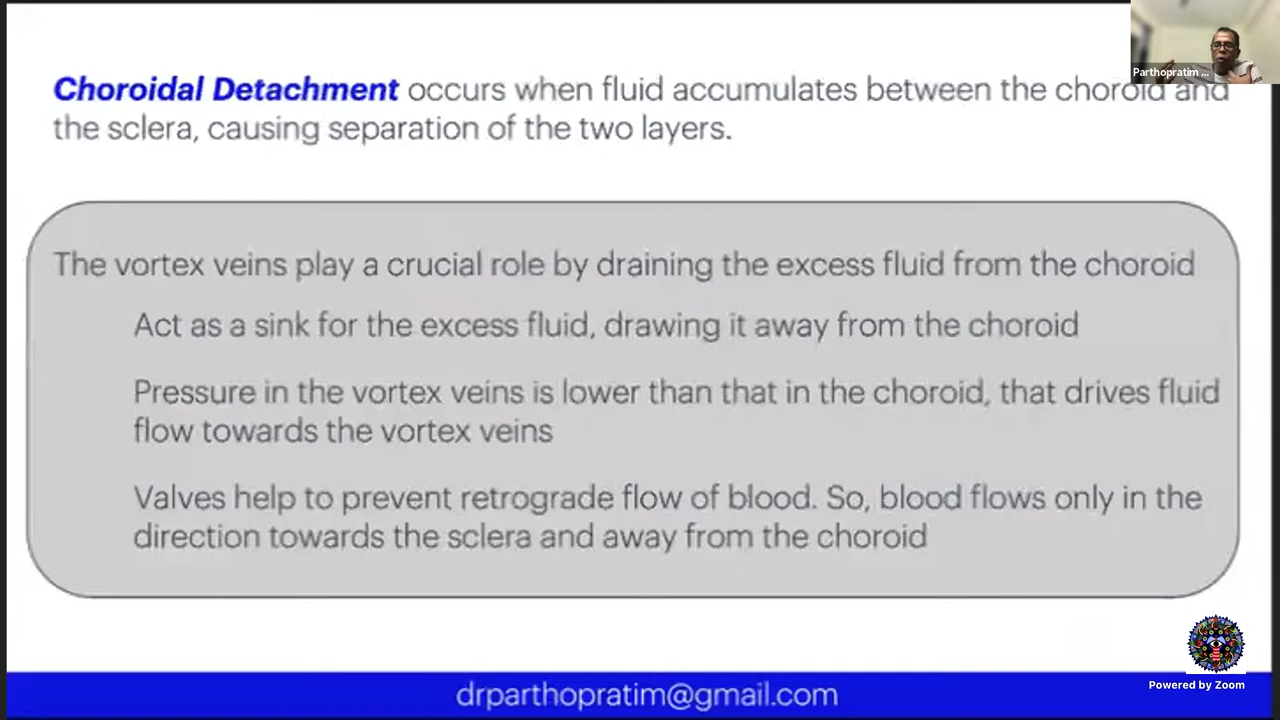 Parthopratim ...
Choroidal Detachment occurs when fluid accumulates between the choroid and
the sclera, causing separation of the two layers.
The vortex veins play a crucial role by draining the excess fluid from the choroid
Act as a sink for the excess fluid, drawing it away from the choroid
Pressure in the vortex veins is lower than that in the choroid, that drives fluid
flow towards the vortex veins
Valves help to prevent retrograde flow of blood. So, blood flows only in the
direction towards the sclera and away from the choroid
Powered by Zoom
drparthopratim@gmail.com